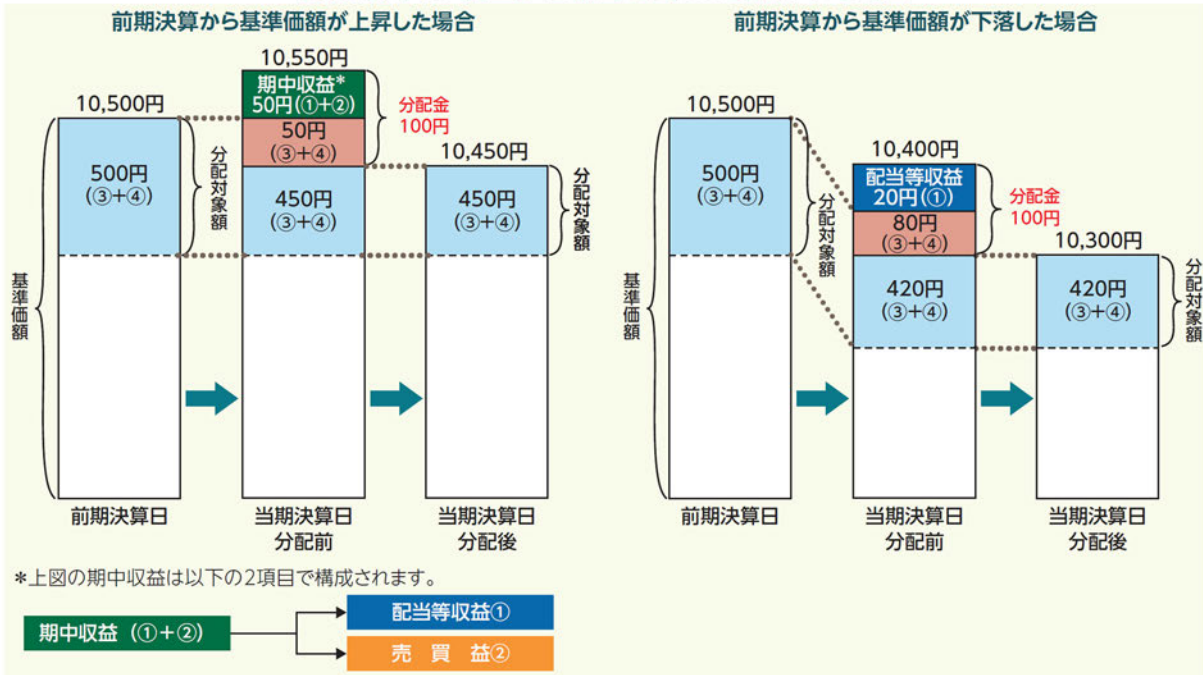 前期決算から基準価額が上昇した場合
10,500円
500円
(③+④)
分配対象額
基準価額
前期決算日
10,550円
期中収益*
50円(①+②)
50円
(③+④)
450円
(③+④)
分配金
100円
当期決算日
分配前
10,450円
450円
(③+④)
分配対象額
当期決算日
分配後
前期決算から基準価額が下落した場合
10,500円
500円
(③+④)
分配対象額
基準価額
前期決算日
10,400円
配当等収益
20円(①)
80円
(③+④)
420円
(③+④)
分配金
100円
当期決算日
分配前
10,300円
420円
(③+④)
分配対象額
当期決算日
分配後
*上図の期中収益は以下の2項目で構成されます。
期中収益 (①+②)
配当等収益①
売 買 益②